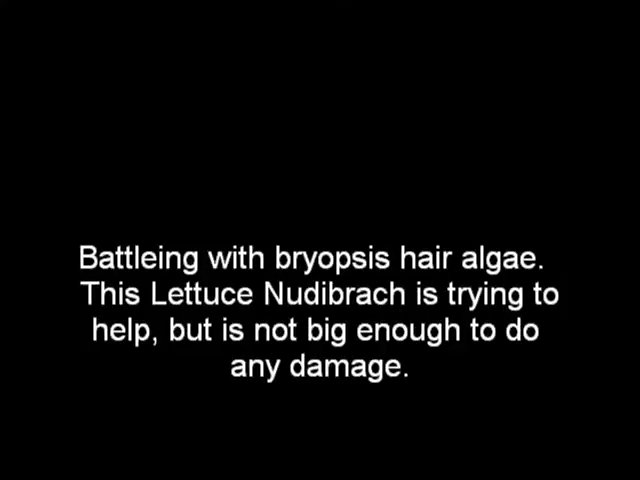 Battleing with bryopsis hair algae.
This Lettuce Nudibrach is trying to
help, but is not big enough to do
any damage.